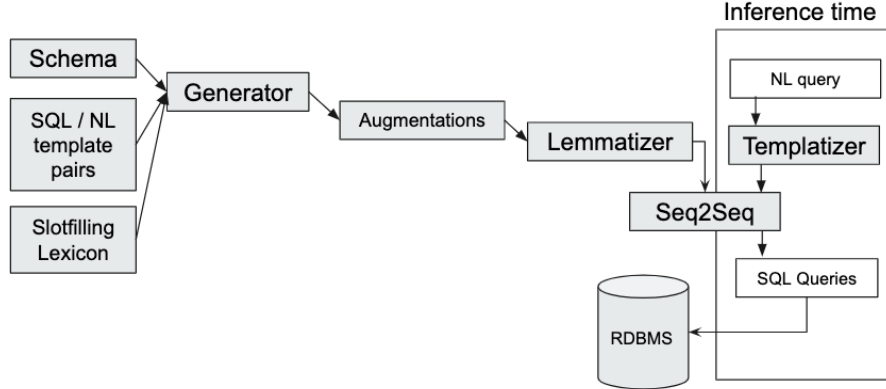 Inference time
Schema
SQL / NL
template
pairs
Slotfilling
Lexicon
Generator
Augmentations
Lemmatizer
NL query
Templatizer
Seq2Seq
SQL Queries
RDBMS